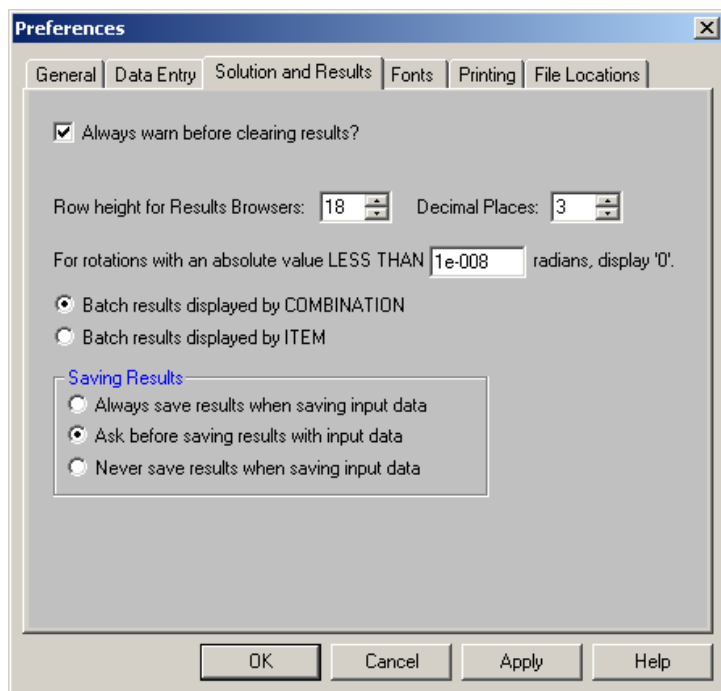 Preferences
General Data Entry Solution and Results Fonts Printing File Locations
Always warn before clearing results?
Row height for Results Browsers: 18 Decimal Places: 3
For rotations with an absolute value LESS THAN 1e-008 radians, display '0'.
Batch results displayed by COMBINATION
Batch results displayed by ITEM
Saving Results
Always save results when saving input data
Ask before saving results with input data
Never save results when saving input data
OK Cancel Apply Help